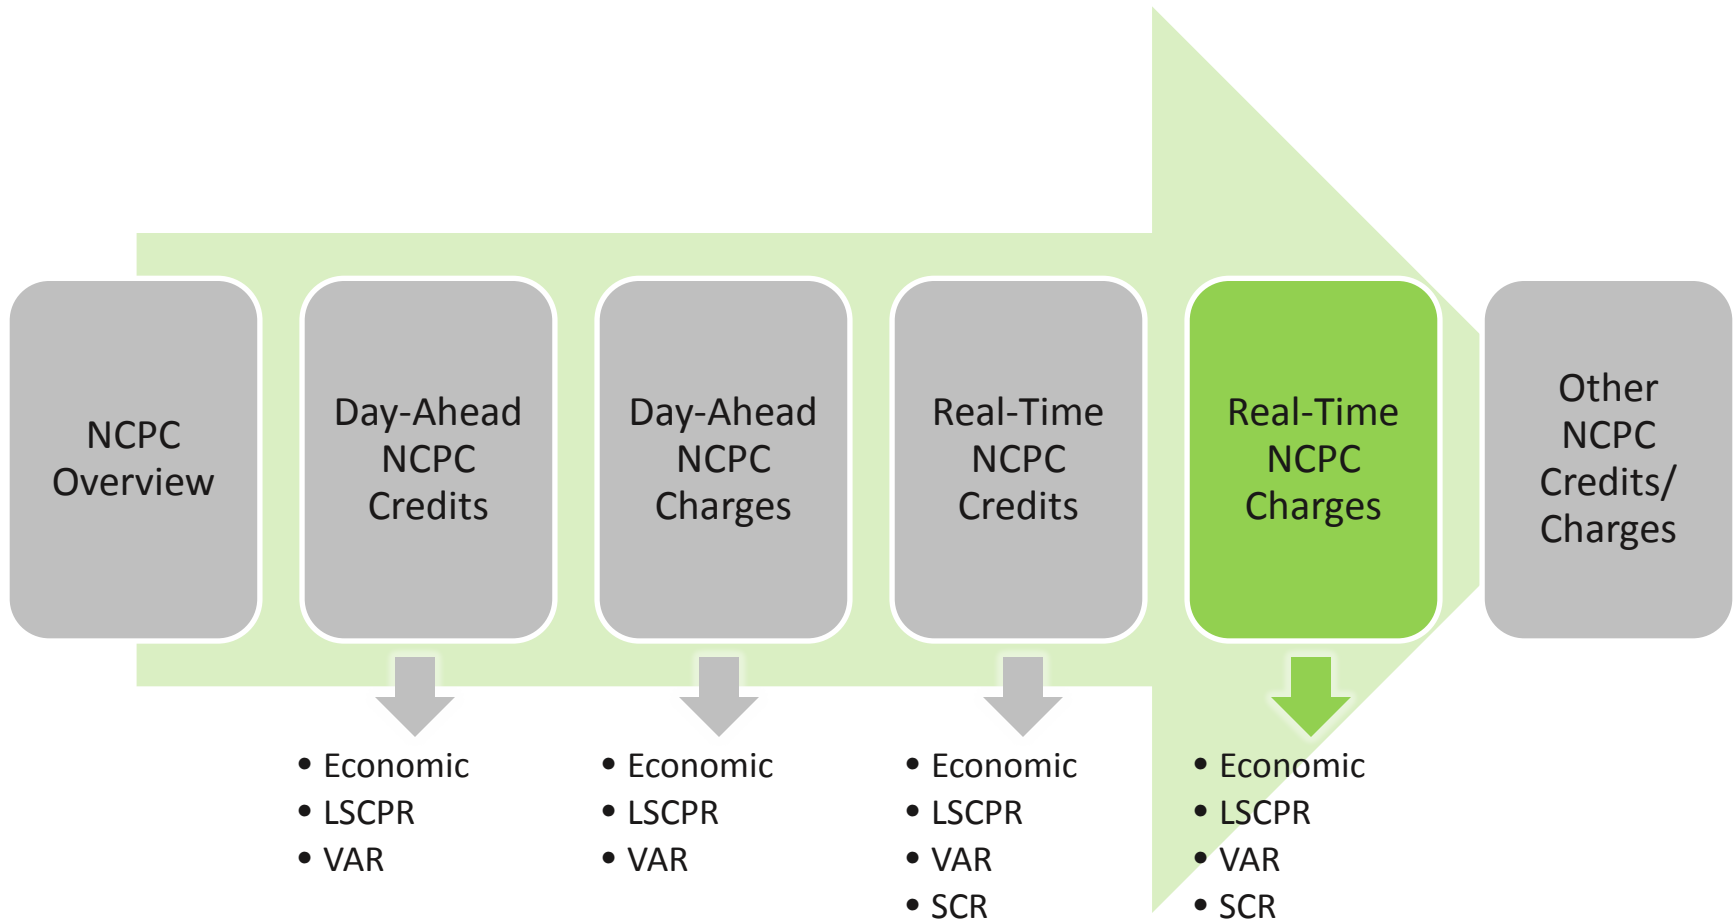 NCPC
Overview
Day-Ahead
NCPC
Credits
Day-Ahead
NCPC
Charges
Real-Time
NCPC
Credits
Real-Time
NCPC
Charges
Other
NCPC
Credits/
Charges
• Economic
• LSCPR
• VAR
• Economic
• LSCPR
• VAR
• Economic
• LSCPR
• VAR
• SCR
• Economic
• LSCPR
• VAR
• SCR